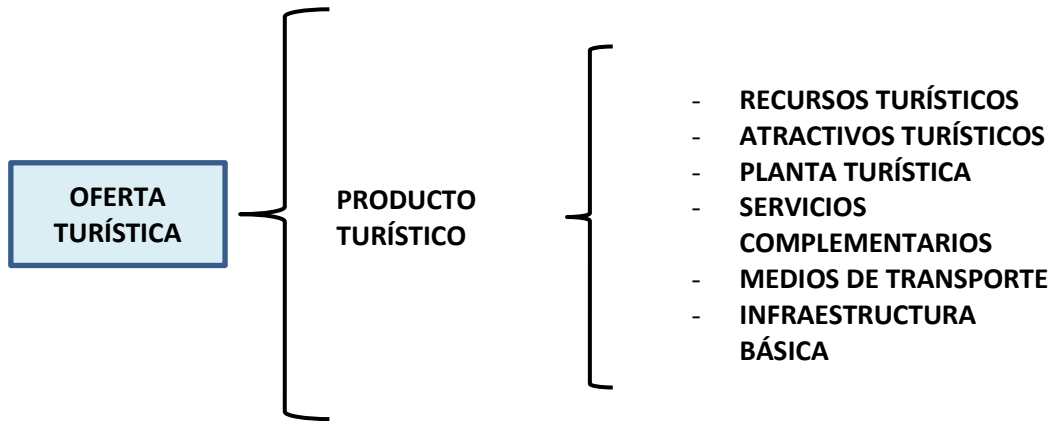 OFERTA
TURÍSTICA
PRODUCTO
TURÍSTICO
- RECURSOS TURÍSTICOS
- ATRACTIVOS TURÍSTICOS
- PLANTA TURÍSTICA
- SERVICIOS
COMPLEMENTARIOS
- MEDIOS DE TRANSPORTE
- INFRAESTRUCTURA
BÁSICA